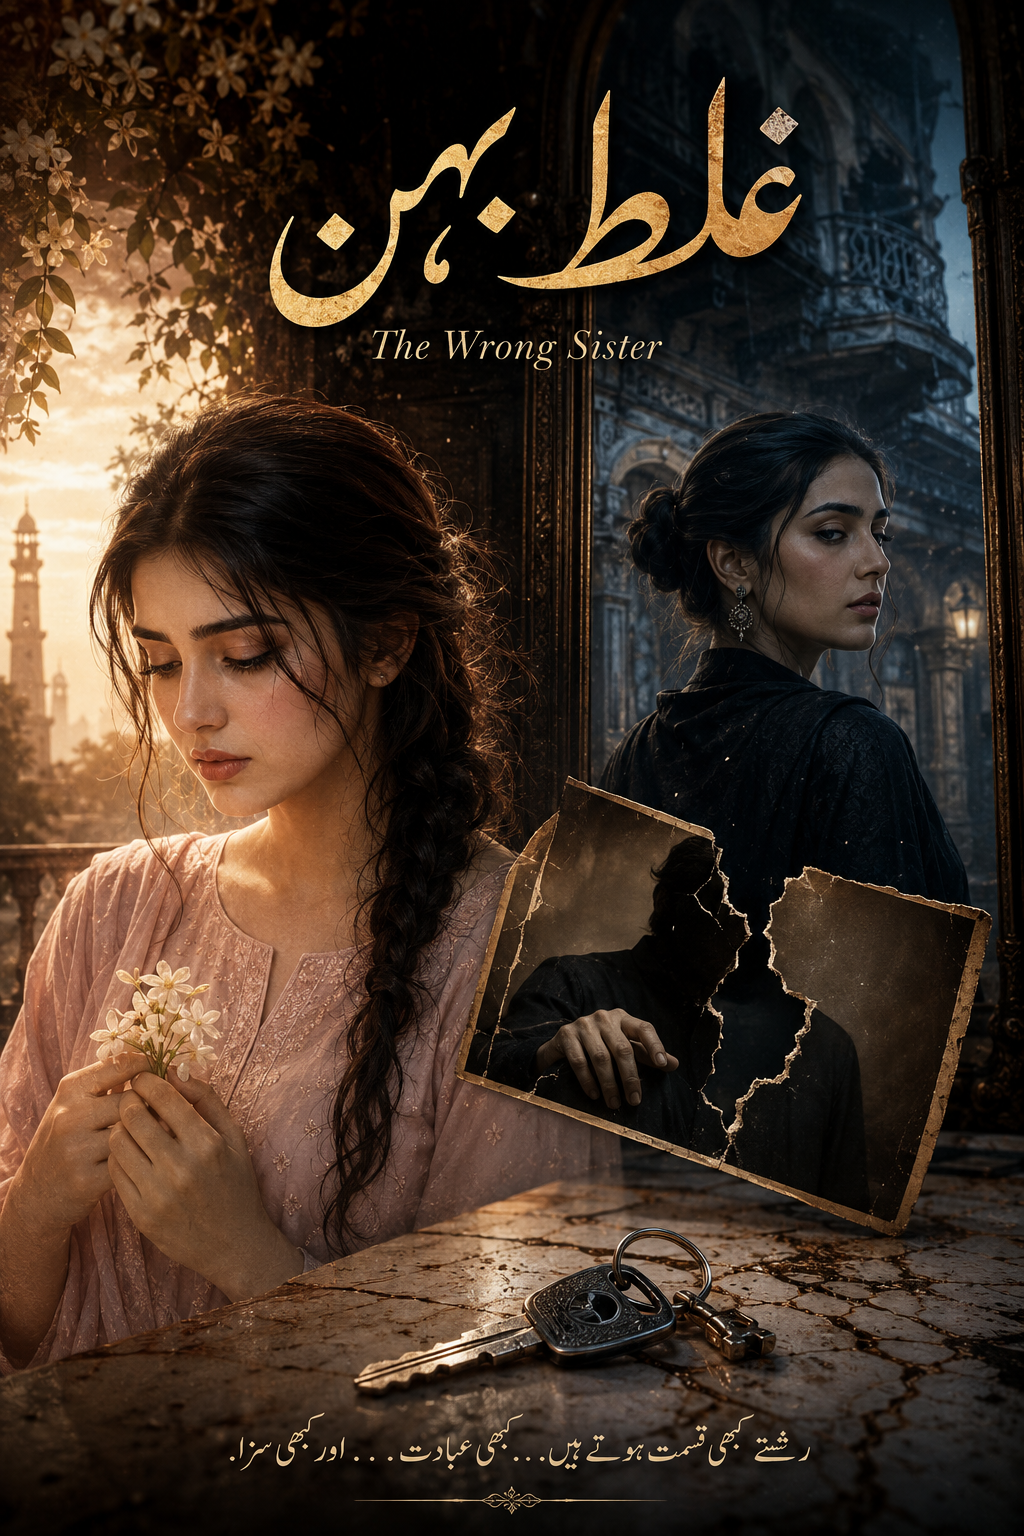 غلط بہن
The Wrong Sister
رشتے کبھی قسمت ہوتے ہیں... کبھی عبادت... اور کبھی سزا.